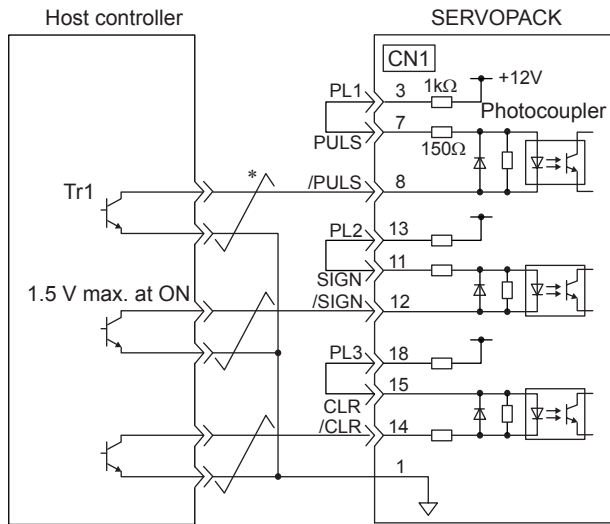 Host controller
SERVOPACK
CN1
+12V
PL1 3 1kΩ
Photocoupler
PULS 7 150Ω
*
Tr1
/PULS 8
PL2 13
SIGN 11
1.5 V max. at ON
/SIGN 12
PL3 18
CLR 15
/CLR 14
1